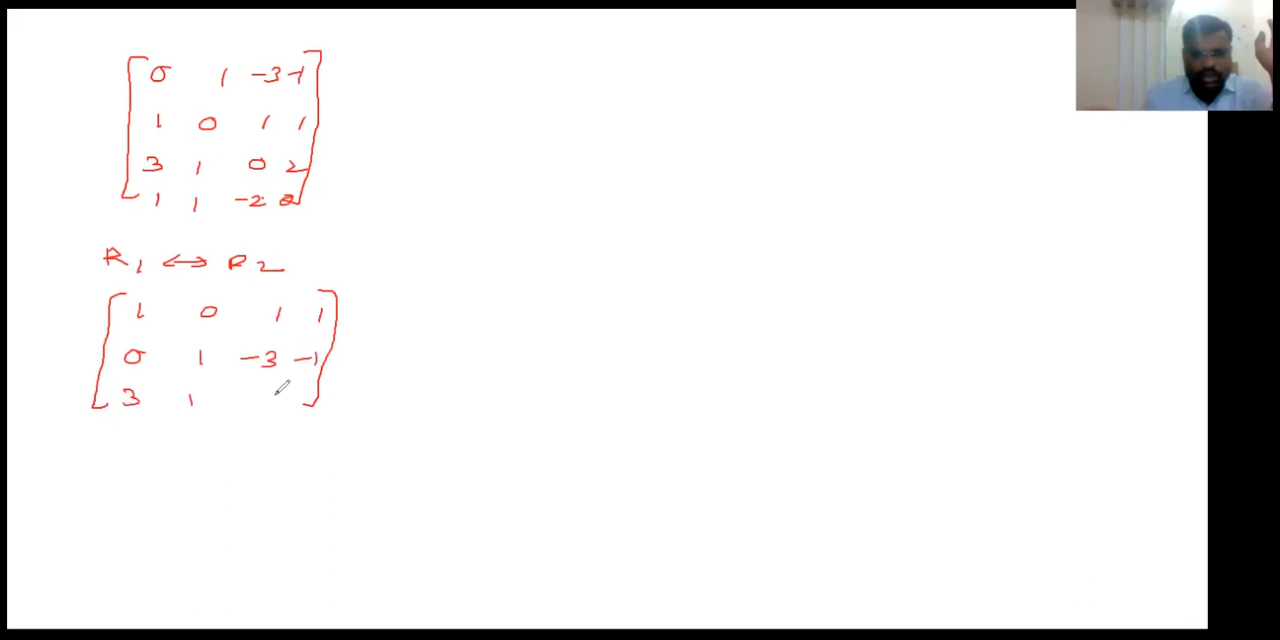 0 1 -3 -1
1 0 1 1
3 1 0 2
1 1 -2 0
R1 ↔ R2
1 0 1 1
0 1 -3 -1
3 1